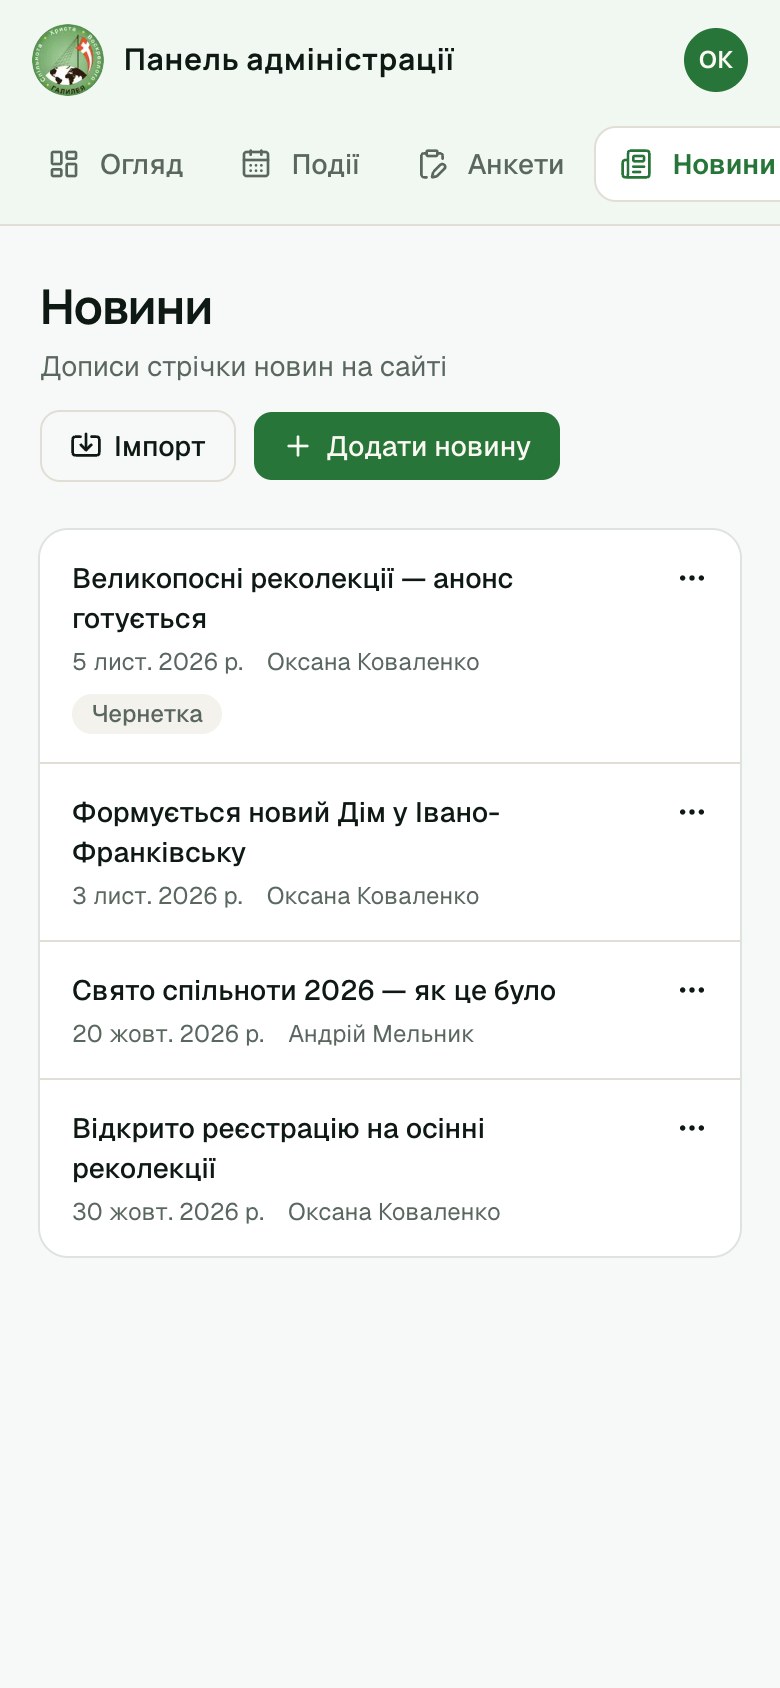 Панель адміністрації
ОК
Огляд
Події
Анкети
Новини
Новини
Дописи стрічки новин на сайті
Імпорт
Додати новину
Великопосні реколекції — анонс
готується
5 лист. 2026 р. Оксана Коваленко
Чернетка
Формується новий Дім у Івано-
Франківську
3 лист. 2026 р. Оксана Коваленко
Свято спільноти 2026 — як це було
20 жовт. 2026 р. Андрій Мельник
Відкрито реєстрацію на осінні
реколекції
30 жовт. 2026 р. Оксана Коваленко